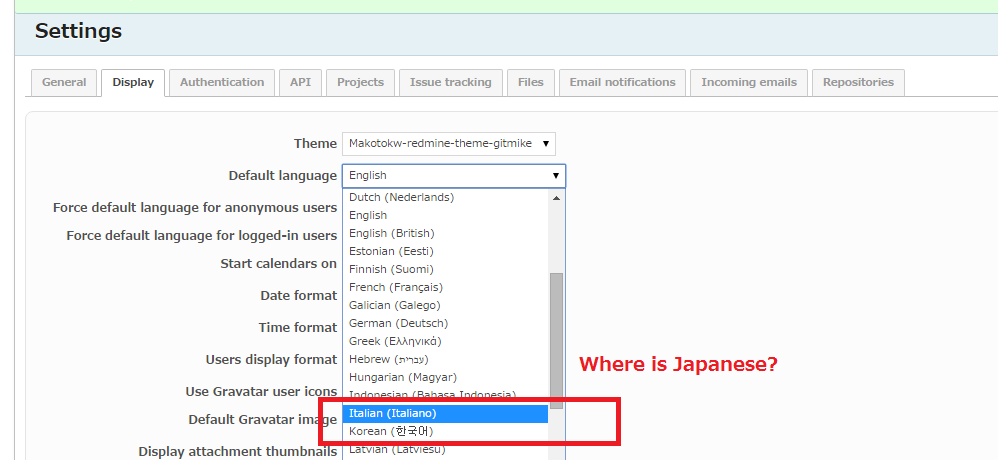 Settings
General Display Authentication API Projects Issue tracking Files Email notifications Incoming emails Repositories
Theme Makotokw-redmine-theme-gitmike
Default language English
Dutch (Nederlands)
Force default language for anonymous users
English
English (British)
Force default language for logged-in users
Estonian (Eesti)
Start calendars on
Finnish (Suomi)
French (Français)
Date format
Galician (Galego)
Time format
German (Deutsch)
Greek (Ελληνικά)
Users display format
Hebrew (עברית)
Where is Japanese?
Hungarian (Magyar)
Use Gravatar user icons
Indonesian (Bahasa Indonesia)
Default Gravatar image
Italian (Italiano)
Korean (한국어)
Display attachment thumbnails
Latvian (Latviešu)